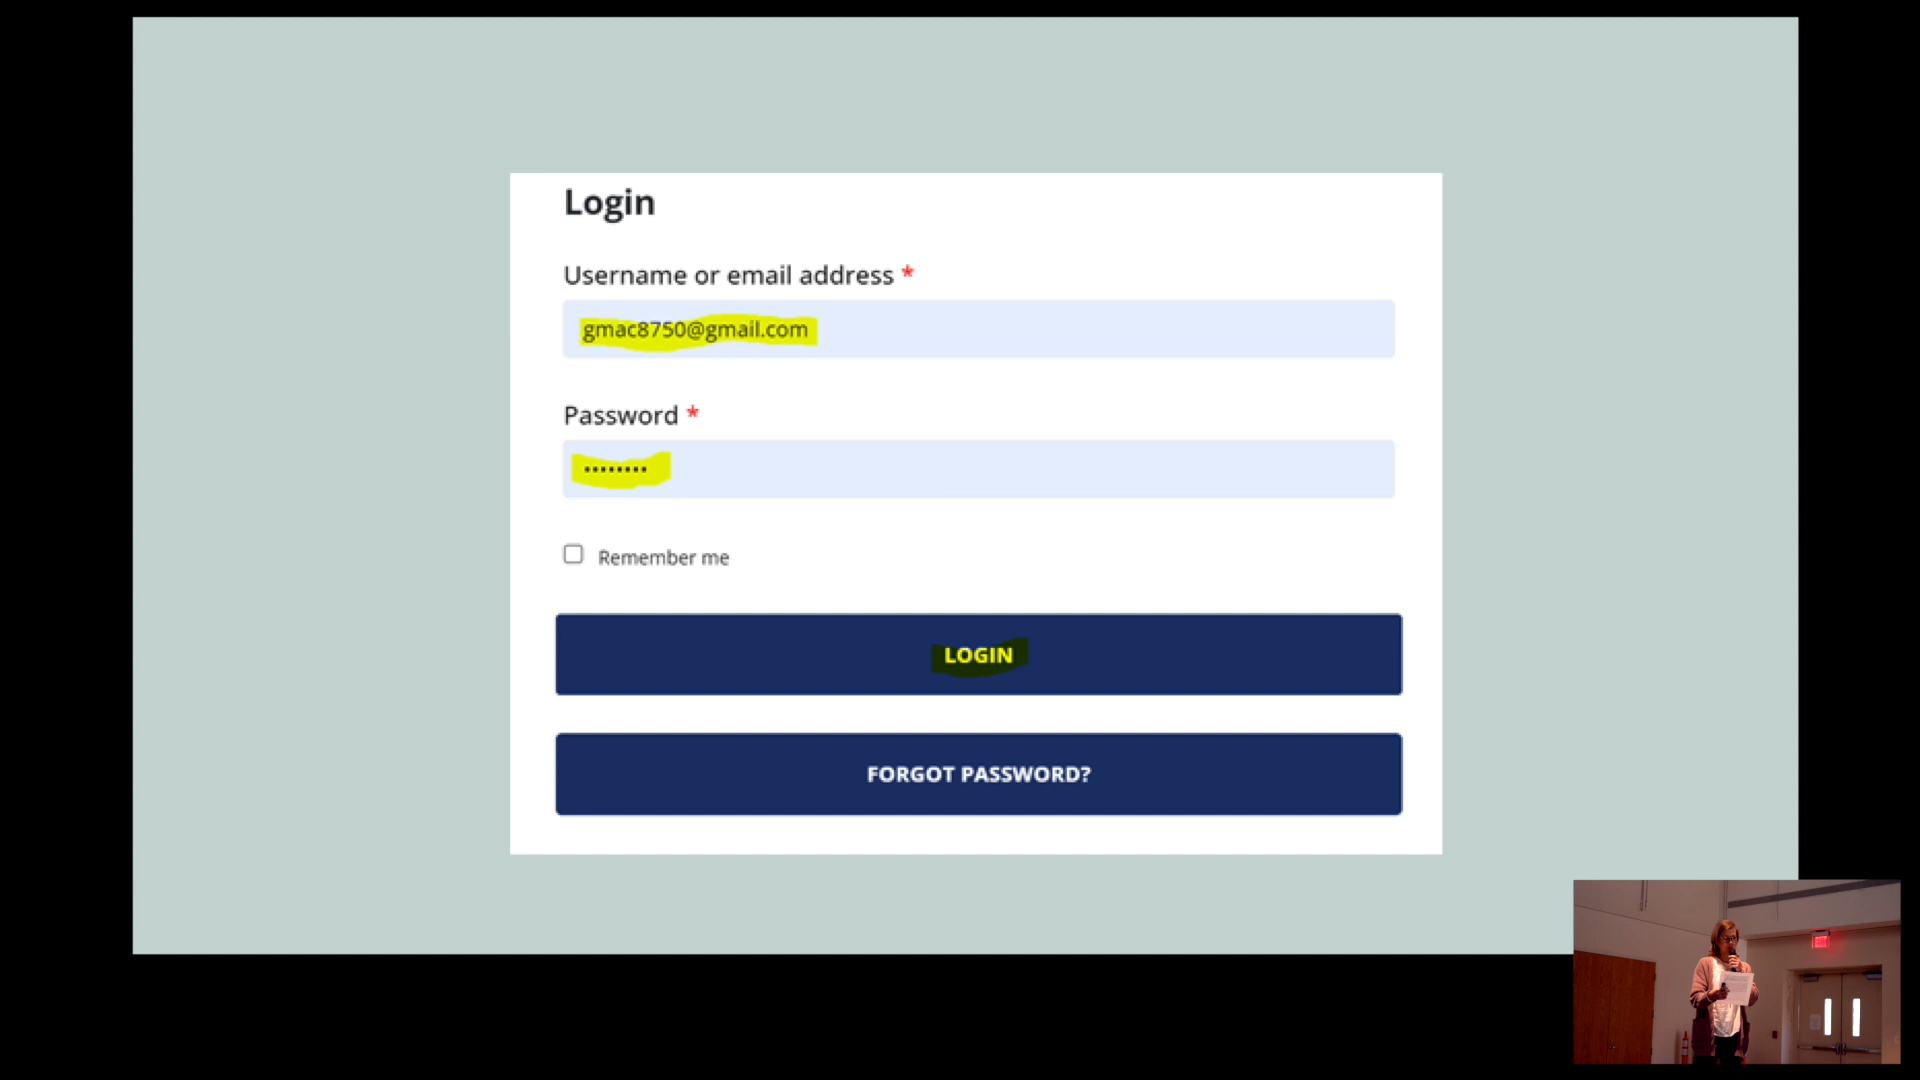 Login
Username or email address *
gmac8750@gmail.com
Password *
••••••••
Remember me
LOGIN
FORGOT PASSWORD?